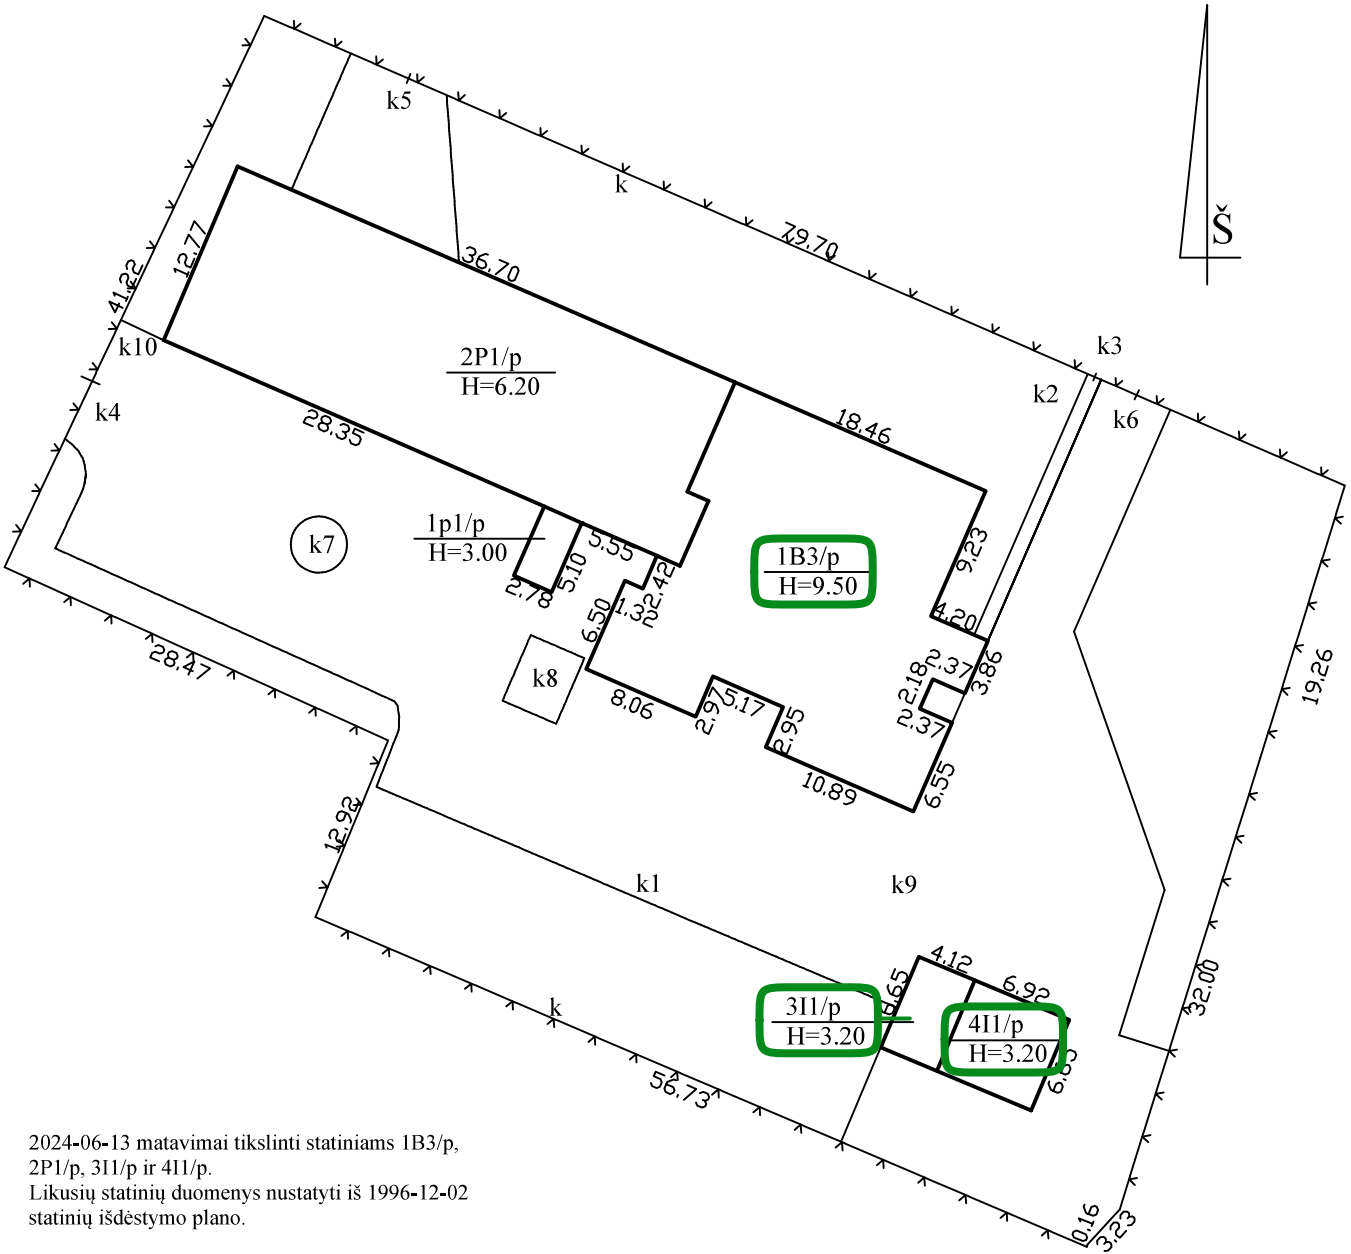 k5
k
79.70
Š
12.77
36.70
41.22
k10
k3
k2
k6
2P1/p
H=6.20
k4
28.35
18.46
1p1/p
H=3.00
k7
5.55
2.42
5.10
2.78
1.32
6.50
1B3/p
H=9.50
9.23
4.20
2.37
3.86
2.18
2.37
k8
28.47
8.06
2.97
5.17
2.95
10.89
6.55
19.26
12.92
k1
k9
4.12
6.92
6.65
3I1/p
H=3.20
4I1/p
H=3.20
32.00
k
56.73
0.16
3.23
2024-06-13 matavimai tikslinti statiniams 1B3/p,
2P1/p, 3I1/p ir 4I1/p.
Likusių statinių duomenys nustatyti iš 1996-12-02
statinių išdėstymo plano.